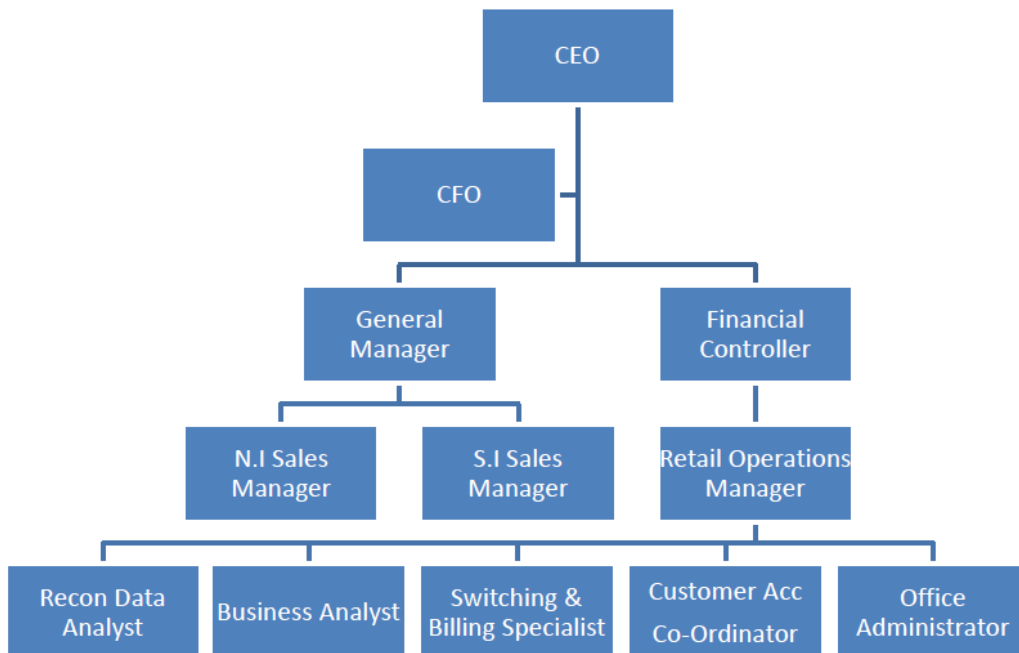 CEO
CFO
General
Manager
Financial
Controller
N.I Sales
Manager
S.I Sales
Manager
Retail Operations
Manager
Recon Data
Analyst
Business Analyst
Switching &
Billing Specialist
Customer Acc
Co-Ordinator
Office
Administrator